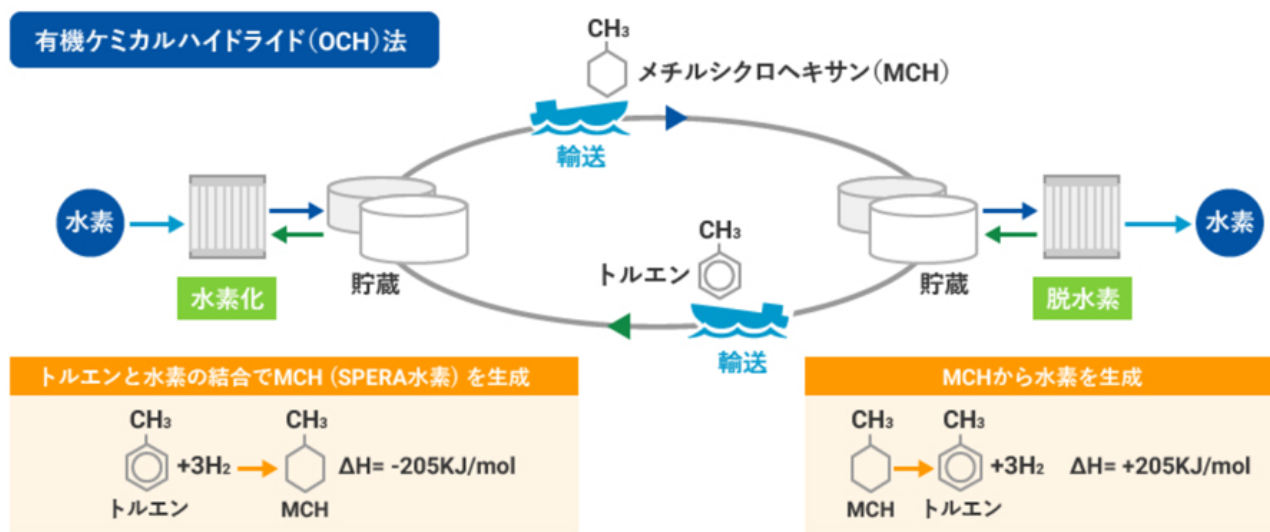 有機ケミカルハイドライド(OCH)法
CH₃
メチルシクロヘキサン(MCH)
輸送
水素
水素化
貯蔵
CH₃
トルエン
輸送
貯蔵
脱水素
水素
トルエンと水素の結合でMCH (SPERA水素) を生成
CH₃ CH₃
+3H₂ ΔH= -205KJ/mol
トルエン MCH
MCHから水素を生成
CH₃ CH₃
+3H₂ ΔH= +205KJ/mol
MCH トルエン